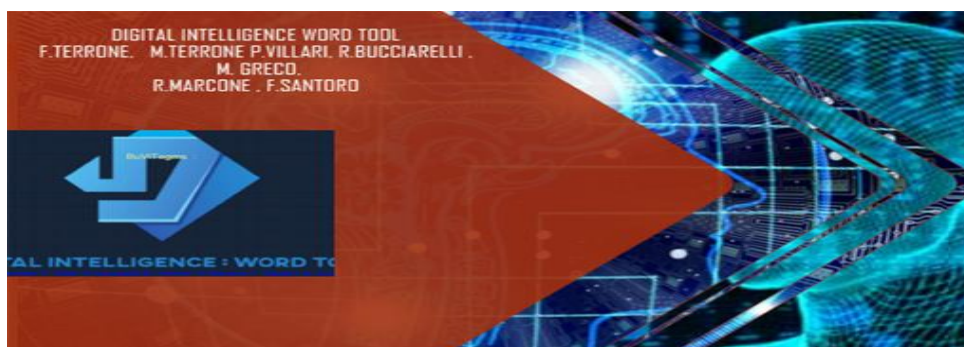 DIGITAL INTELLIGENCE WORD TOOL
F.TERRONE, M.TERRONE P.VILLARI, R.BUCCIARELLI ,
M. GRECO,
R.MARCONE , F.SANTORO
TAL INTELLIGENCE : WORD TO